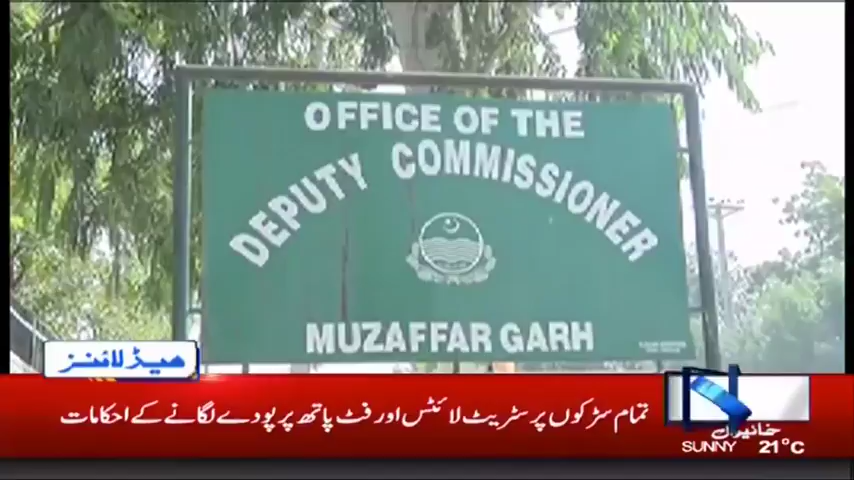 OFFICE OF THE
DEPUTY COMMISSIONER
MUZAFFAR GARH
ہیڈلائنز
تمام سڑکوں پر سٹریٹ لائٹس اور فٹ پاتھ پر پودے لگانے کے احکامات
SUNNY 21°C